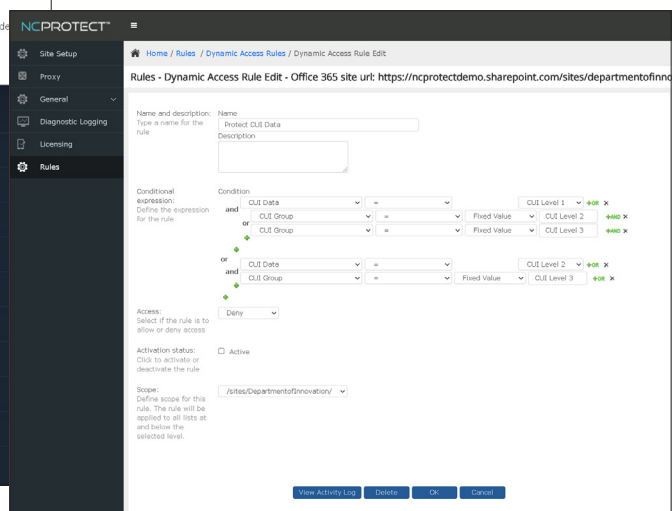 de
NCPROTECT™
Site Setup
Proxy
General
Diagnostic Logging
Licensing
Rules
Home / Rules / Dynamic Access Rules / Dynamic Access Rule Edit
Rules - Dynamic Access Rule Edit - Office 365 site url: https://ncprotectdemo.sharepoint.com/sites/departmentofinno
Name and description:
Type a name for the
rule
Name
Protect CUI Data
Description
Conditional
expression:
Define the expression
for the rule
Condition
CUI Data = CUI Level 1 +OR ×
and CUI Group = Fixed Value CUI Level 2 +AND ×
or CUI Group = Fixed Value CUI Level 3 +AND ×
or CUI Data = CUI Level 2 +OR ×
and CUI Group = Fixed Value CUI Level 3 +OR ×
Access:
Select if the rule is to
allow or deny access
Deny
Activation status:
Click to activate or
deactivate the rule
Active
Scope:
Define scope for this
rule. The rule will be
applied to all lists at
and below the
selected level.
/sites/DepartmentofInnovation/
View Activity Log Delete OK Cancel